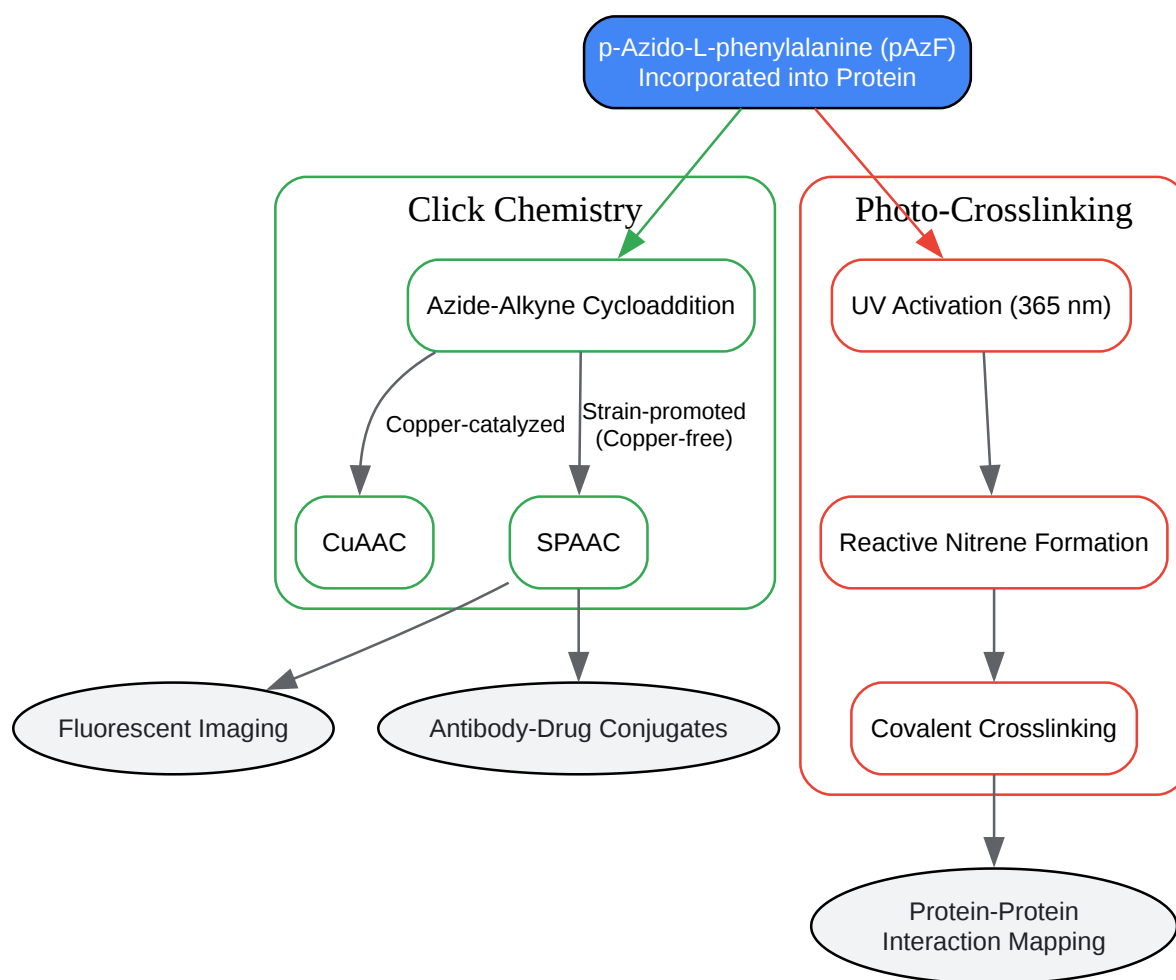 p-Azido-L-phenylalanine (pAzF)
Incorporated into Protein
Click Chemistry
Photo-Crosslinking
Azide-Alkyne Cycloaddition
UV Activation (365 nm)
Copper-catalyzed
Strain-promoted
(Copper-free)
CuAAC
SPAAC
Reactive Nitrene Formation
Fluorescent Imaging
Antibody-Drug Conjugates
Covalent Crosslinking
Protein-Protein
Interaction Mapping